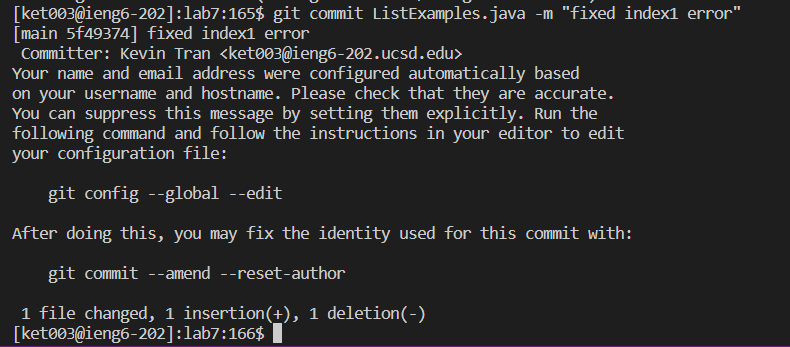 [ket003@ieng6-202]:lab7:165$ git commit ListExamples.java -m "fixed index1 error"
[main 5f49374] fixed index1 error
 Committer: Kevin Tran <ket003@ieng6-202.ucsd.edu>
Your name and email address were configured automatically based
on your username and hostname. Please check that they are accurate.
You can suppress this message by setting them explicitly. Run the
following command and follow the instructions in your editor to edit
your configuration file:

    git config --global --edit

After doing this, you may fix the identity used for this commit with:

    git commit --amend --reset-author

 1 file changed, 1 insertion(+), 1 deletion(-)
[ket003@ieng6-202]:lab7:166$